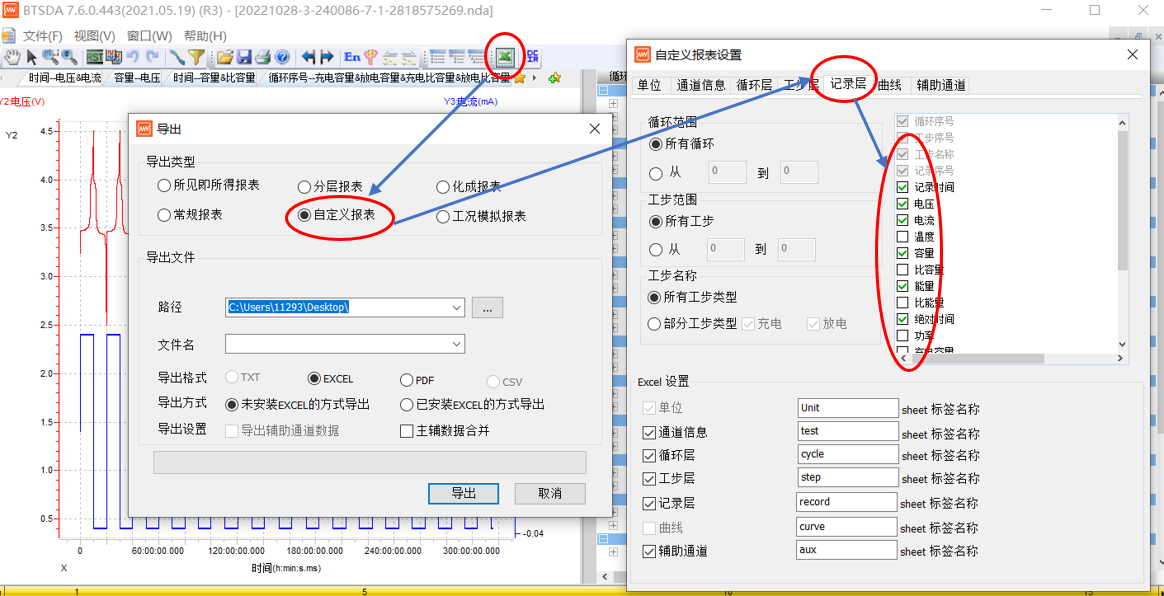 BTSDA 7.6.0.443(2021.05.19) (R3) - [20221028-3-240086-7-1-2818575269.nda]
文件(F) 视图(V) 窗口(W) 帮助(H)
RST
En
时间--电压&电流 容量--电压 时间--容量&比容量 循环序号--充电容量&放电容量&充电比容量&放电比容量
循环
Y2电压(V)
Y3:电流(mA)
Y2
4.5
4.0
3.5
3.0
2.5
2.0
1.5
1.0
0.5
-0.04
0 60:00:00.000 120:00:00.000 180:00:00.000 240:00:00.000 300:00:00.000
X
时间(h:min:s.ms)
1 5 10 15
导出
导出类型
所见即所得报表 分层报表 化成报表
常规报表 自定义报表 工况模拟报表
导出文件
路径 C:\Users\11293\Desktop\ ...
文件名
导出格式 TXT EXCEL PDF CSV
导出方式 未安装EXCEL的方式导出 已安装EXCEL的方式导出
导出设置 导出辅助通道数据 主辅数据合并
导出 取消
自定义报表设置
单位 通道信息 循环层 工步层 记录层 曲线 辅助通道
循环范围
所有循环
从 0 到 0
工步范围
所有工步
从 0 到 0
工步名称
所有工步类型
部分工步类型 充电 放电
循环序号
工步序号
工步名称
记录序号
记录时间
电压
电流
温度
容量
比容量
能量
比能量
绝对时间
功率
充电容量
Excel 设置
单位 Unit sheet 标签名称
通道信息 test sheet 标签名称
循环层 cycle sheet 标签名称
工步层 step sheet 标签名称
记录层 record sheet 标签名称
曲线 curve sheet 标签名称
辅助通道 aux sheet 标签名称